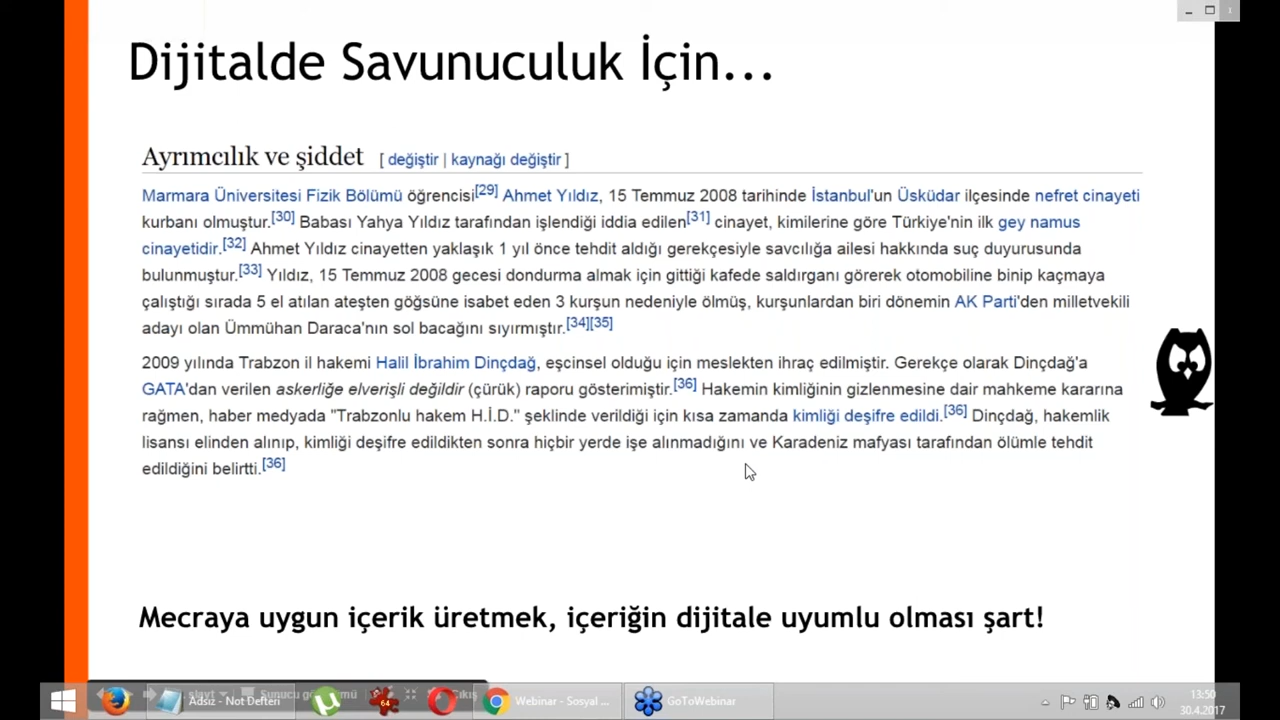 Dijitalde Savunuculuk İçin...
Ayrımcılık ve şiddet [ değiştir | kaynağı değiştir ]
Marmara Üniversitesi Fizik Bölümü öğrencisi[29] Ahmet Yıldız, 15 Temmuz 2008 tarihinde İstanbul'un Üsküdar ilçesinde nefret cinayeti
kurbanı olmuştur.[30] Babası Yahya Yıldız tarafından işlendiği iddia edilen[31] cinayet, kimilerine göre Türkiye'nin ilk gey namus
cinayetidir.[32] Ahmet Yıldız cinayetten yaklaşık 1 yıl önce tehdit aldığı gerekçesiyle savcılığa ailesi hakkında suç duyurusunda
bulunmuştur.[33] Yıldız, 15 Temmuz 2008 gecesi dondurma almak için gittiği kafede saldırganı görerek otomobiline binip kaçmaya
çalıştığı sırada 5 el atılan ateşten göğsüne isabet eden 3 kurşun nedeniyle ölmüş, kurşunlardan biri dönemin AK Parti'den milletvekili
adayı olan Ümmühan Daraca'nın sol bacağını sıyırmıştır.[34][35]
2009 yılında Trabzon il hakemi Halil İbrahim Dinçdağ, eşcinsel olduğu için meslekten ihraç edilmiştir. Gerekçe olarak Dinçdağ'a
GATA'dan verilen askerliğe elverişli değildir (çürük) raporu gösterimiştir.[36] Hakemin kimliğinin gizlenmesine dair mahkeme kararına
rağmen, haber medyada "Trabzonlu hakem H.İ.D." şeklinde verildiği için kısa zamanda kimliği deşifre edildi.[36] Dinçdağ, hakemlik
lisansı elinden alınıp, kimliği deşifre edildikten sonra hiçbir yerde işe alınmadığını ve Karadeniz mafyası tarafından ölümle tehdit
edildiğini belirtti.[36]
Mecraya uygun içerik üretmek, içeriğin dijitale uyumlu olması şart!
Adsız - Not Defteri
64
Webinar - Sosyal ...
GoToWebinar
13:50
30.4.2017